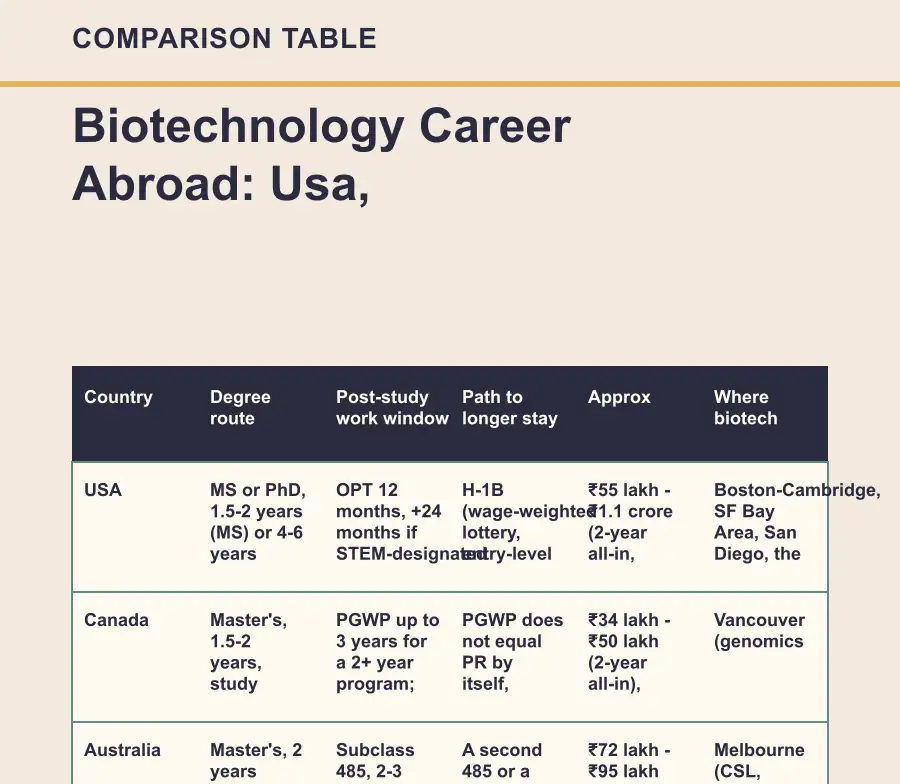 COMPARISON TABLE
Biotechnology Career
Abroad: Usa,
Country
Degree
route
Post-study
work window
Path to
longer stay
Approx
Where
biotech
USA
MS or PhD,
1.5-2 years
(MS) or 4-6
years
OPT 12
months, +24
months if
STEM-designated
H-1B
(wage-weighted
lottery,
entry-level
₹55 lakh -
₹1.1 crore
(2-year
all-in,
Boston-Cambridge,
SF Bay
Area, San
Diego, the
Canada
Master's,
1.5-2
years,
study
PGWP up to
3 years for
a 2+ year
program;
PGWP does
not equal
PR by
itself,
₹34 lakh -
₹50 lakh
(2-year
all-in),
Vancouver
(genomics
Australia
Master's, 2
years
Subclass
485, 2-3
A second
485 or a
₹72 lakh -
₹95 lakh
Melbourne
(CSL,